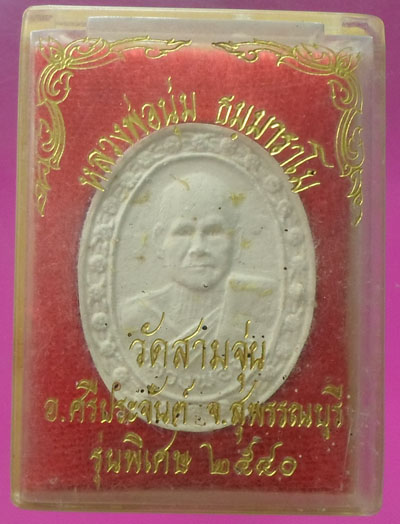 หลวงพ่อนุ่ม ธมฺมาราโม
วัดสามจุ่น
อ.ศรีประจันต์ จ.สุพรรณบุรี
รุ่นพิเศษ ๒๕๔๐